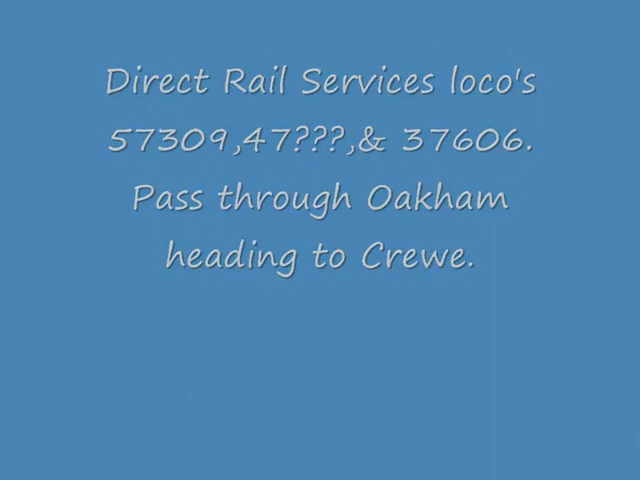 Direct Rail Services loco's
57309,47???,& 37606.
Pass through Oakham
heading to Crewe.